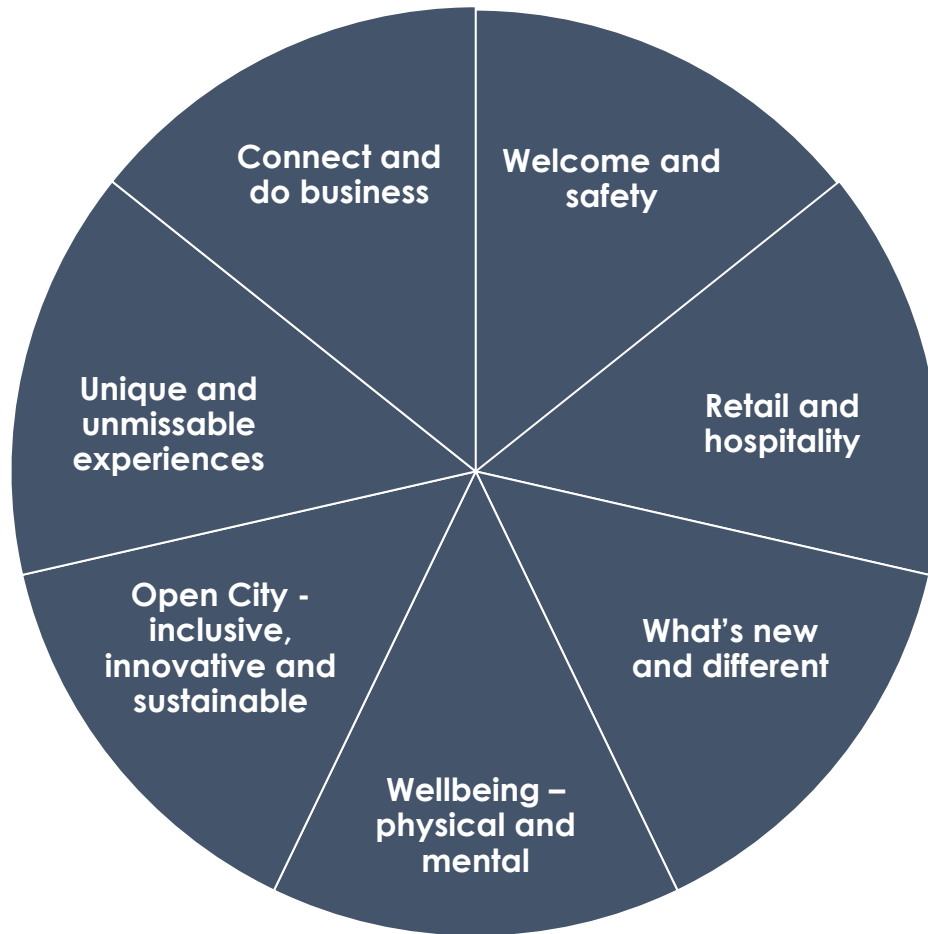 Connect and
do business
Welcome and
safety
Unique and
unmissable
experiences
Retail and
hospitality
Open City -
inclusive,
innovative and
sustainable
What’s new
and different
Wellbeing –
physical and
mental